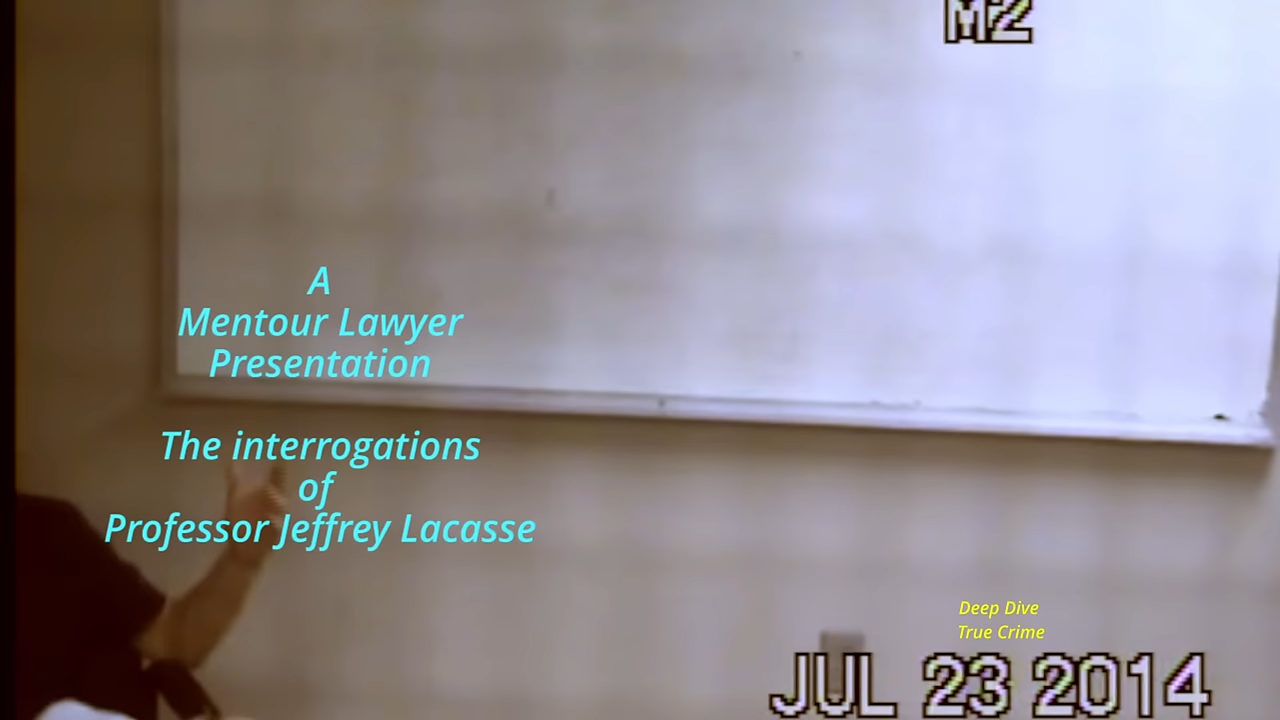 M2
A
Mentour Lawyer
Presentation
The interrogations
of
Professor Jeffrey Lacasse
Deep Dive
True Crime
JUL 23 2014